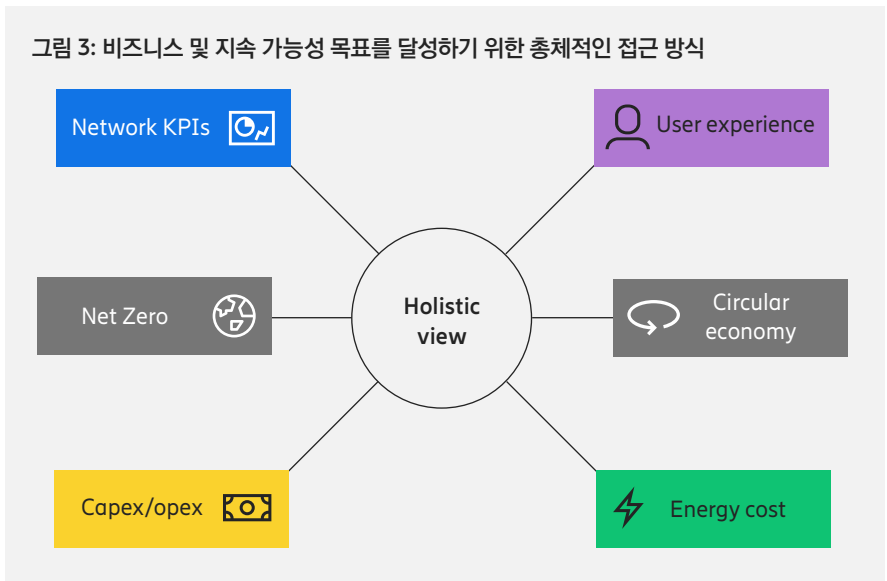 그림 3: 비즈니스 및 지속 가능성 목표를 달성하기 위한 총체적인 접근 방식
Network KPIs
User experience
Net Zero
Holistic
view
Circular
economy
Capex/opex
Energy cost